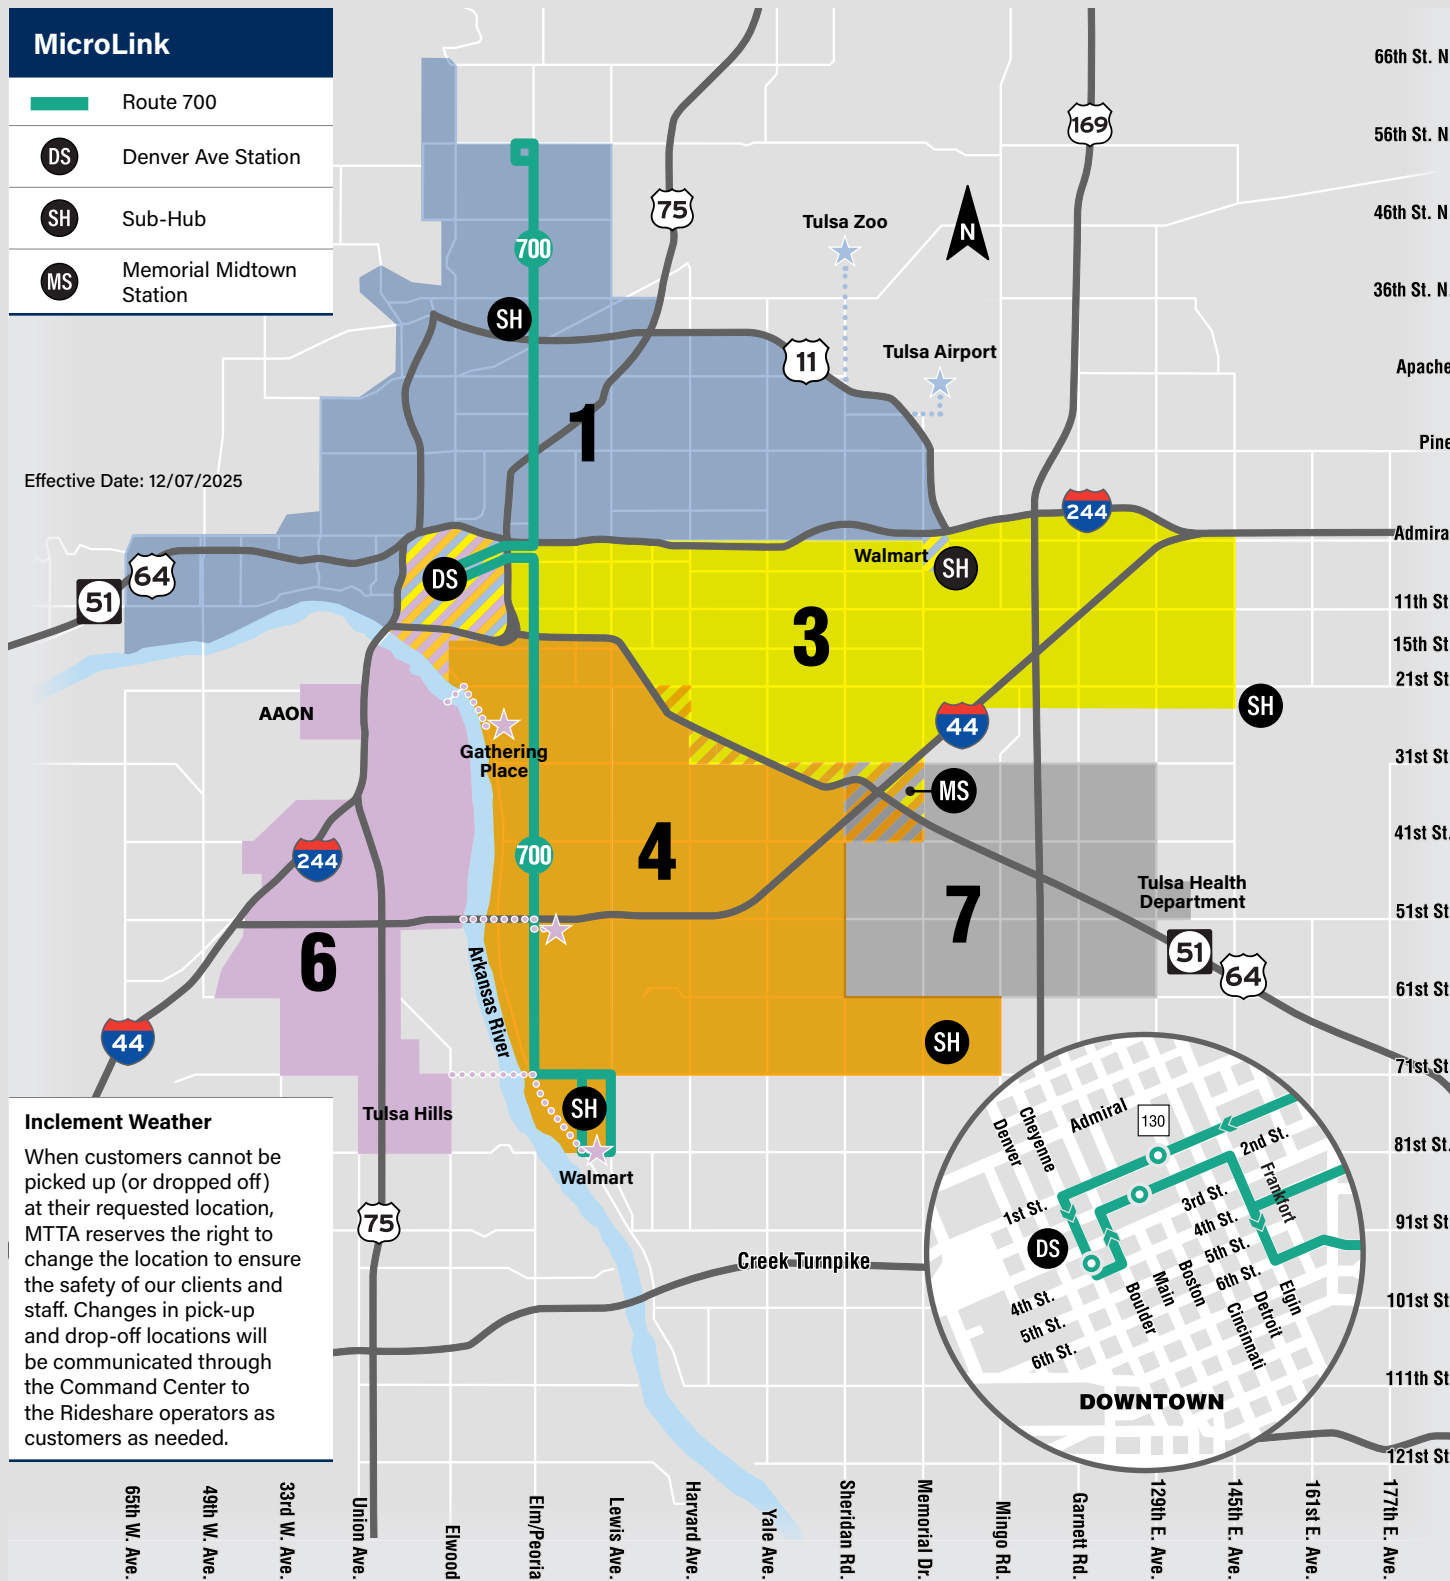 MicroLink
Route 700
DS
Denver Ave Station
SH
Sub-Hub
MS
Memorial Midtown
Station
Effective Date: 12/07/2025
66th St. N
56th St. N
46th St. N
36th St. N.
Apache
Pine
Admira
11th St
15th St
21st St
31st St
41st St.
51st St
61st St
71st St
81st St.
91st St
101st St
111th St
121st St
169
75
700
Tulsa Zoo
N
SH
Tulsa Airport
11
1
244
Walmart
SH
DS
64
51
3
AAON
Gathering
Place
SH
44
MS
244
700
4
Tulsa Health
Department
7
51
64
6
Arkansas River
44
SH
Tulsa Hills
SH
Walmart
75
Creek Turnpike
Inclement Weather
When customers cannot be
picked up (or dropped off)
at their requested location,
MTTA reserves the right to
change the location to ensure
the safety of our clients and
staff. Changes in pick-up
and drop-off locations will
be communicated through
the Command Center to
the Rideshare operators as
customers as needed.
Denver
Cheyenne
Admiral
130
2nd St.
Frankfort
1st St.
3rd St.
4th St.
5th St.
6th St.
DS
4th St.
5th St.
6th St.
Boulder
Main
Boston
Cincinnati
Detroit
Elgin
DOWNTOWN
65th W. Ave.
49th W. Ave.
33rd W. Ave.
Union Ave.
Elwood
Elm/Peoria
Lewis Ave.
Harvard Ave.
Yale Ave.
Sheridan Rd.
Memorial Dr.
Mingo Rd.
Garnett Rd.
129th E. Ave.
145th E. Ave.
161st E. Ave.
177th E. Ave.